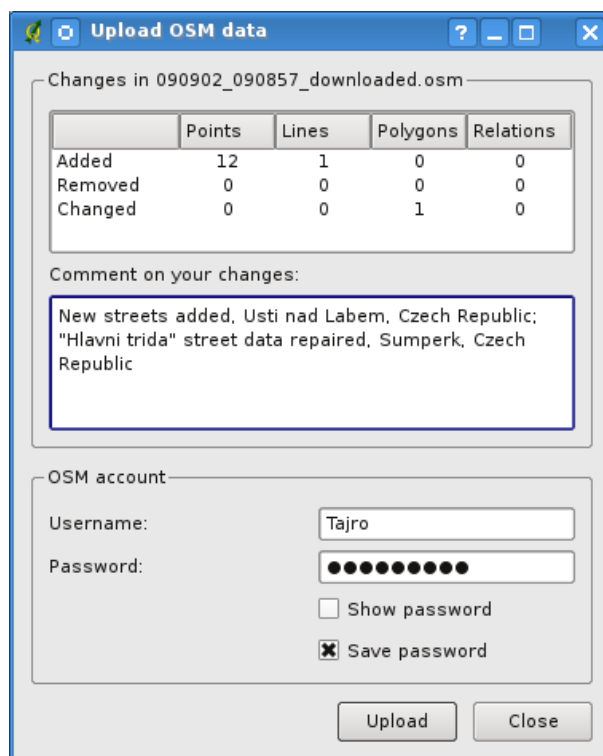 Upload OSM data
Changes in 090902_090857_downloaded.osm
Points Lines Polygons Relations
Added 12 1 0 0
Removed 0 0 0 0
Changed 0 0 1 0
Comment on your changes:
New streets added, Usti nad Labem, Czech Republic;
"Hlavni trida" street data repaired, Sumperk, Czech
Republic
OSM account
Username: Tajro
Password: ●●●●●●●●●
Show password
Save password
Upload Close